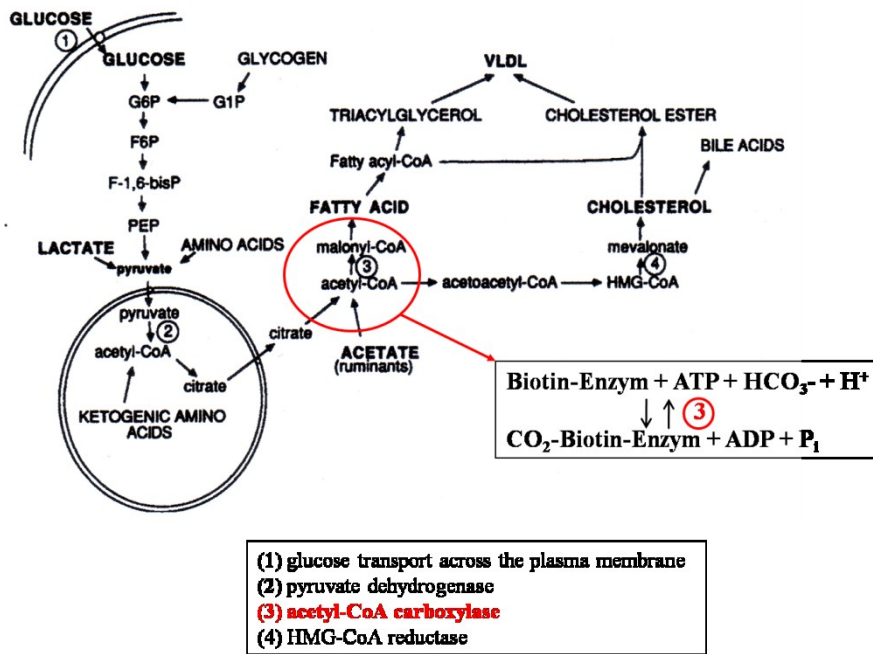 GLUCOSE
(1)
GLUCOSE
GLYCOGEN
G6P
G1P
F6P
F-1,6-bisP
PEP
LACTATE
AMINO ACIDS
pyruvate
pyruvate
(2)
acetyl-CoA
citrate
KETOGENIC AMINO
ACIDS
citrate
VLDL
TRIACYLGLYCEROL
CHOLESTEROL ESTER
BILE ACIDS
Fatty acyl-CoA
FATTY ACID
CHOLESTEROL
malonyl-CoA
mevalonate
(3)
(4)
acetyl-CoA
acetoacetyl-CoA
HMG-CoA
ACETATE
(ruminants)
Biotin-Enzym + ATP + HCO₃- + H⁺
(3)
CO₂-Biotin-Enzym + ADP + Pi
(1) glucose transport across the plasma membrane
(2) pyruvate dehydrogenase
(3) acetyl-CoA carboxylase
(4) HMG-CoA reductase